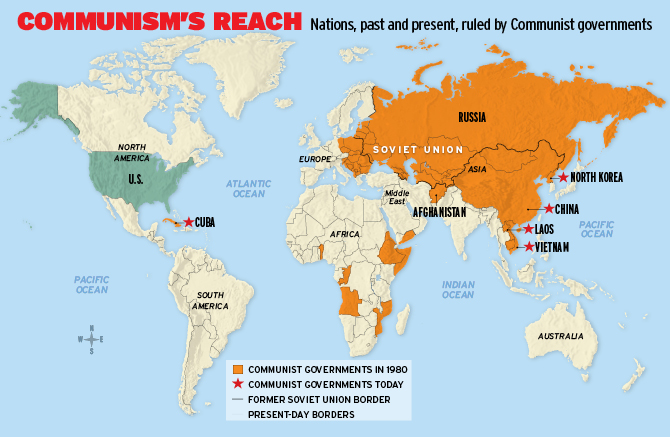 COMMUNISM'S REACH Nations, past and present, ruled by Communist governments
RUSSIA
SOVIET UNION
NORTH
AMERICA
EUROPE
ASIA
U.S.
NORTH KOREA
ATLANTIC
OCEAN
Middle
East
AFGHANISTAN
CHINA
CUBA
LAOS
PACIFIC
OCEAN
AFRICA
VIETNAM
PACIFIC
OCEAN
INDIAN
OCEAN
SOUTH
AMERICA
AUSTRALIA
N
W E
S
COMMUNIST GOVERNMENTS IN 1980
COMMUNIST GOVERNMENTS TODAY
FORMER SOVIET UNION BORDER
PRESENT-DAY BORDERS